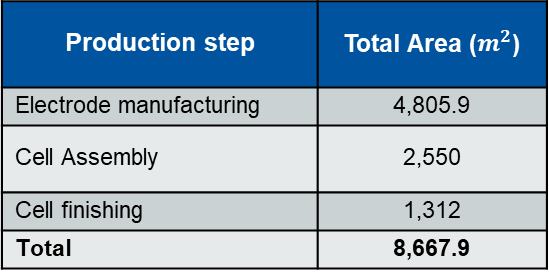 Production step Total Area (m²)
Electrode manufacturing 4,805.9
Cell Assembly 2,550
Cell finishing 1,312
Total 8,667.9